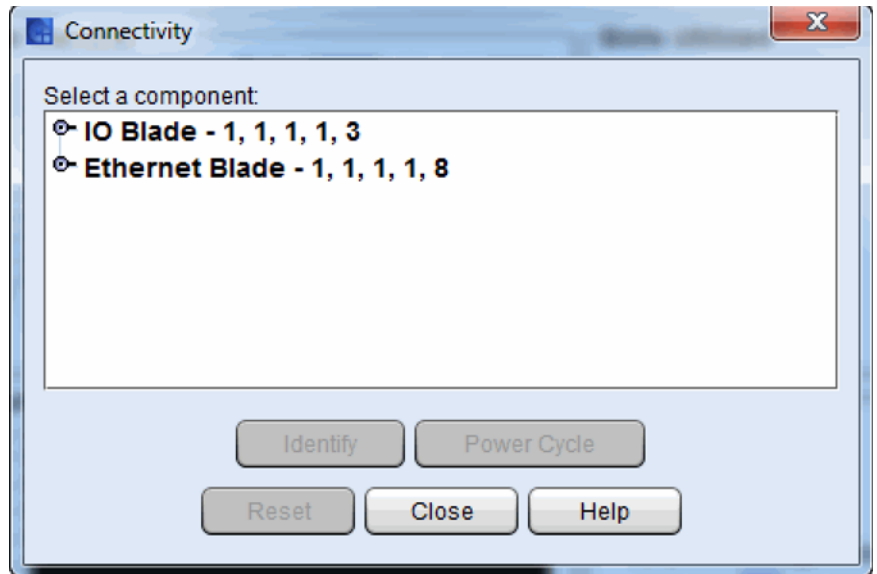 Connectivity
Select a component:
IO Blade - 1, 1, 1, 1, 3
Ethernet Blade - 1, 1, 1, 1, 8
Identify Power Cycle
Reset Close Help